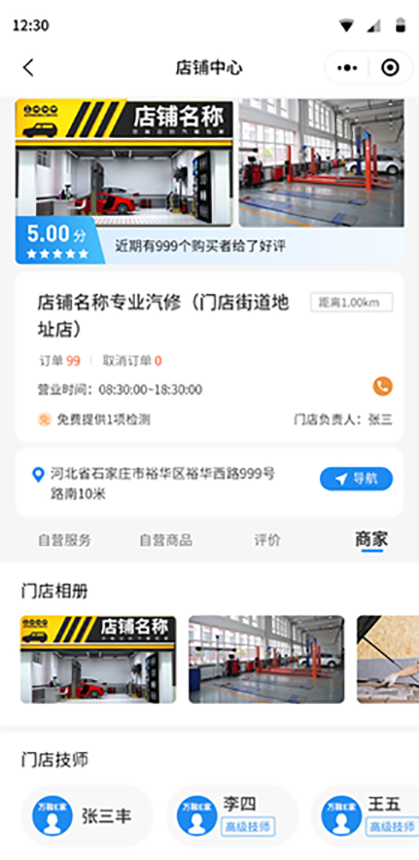 12:30
店铺中心
店铺名称
5.00分
近期有999个购买者给了好评
店铺名称专业汽修（门店街道地
址店）
距离1.00km
订单 99
取消订单 0
营业时间：08:30:00~18:30:00
免 免费提供1项检测
门店负责人：张三
河北省石家庄市裕华区裕华西路999号
路南10米
导航
自营服务
自营商品
评价
商家
门店相册
店铺名称
门店技师
张三丰
李四
高级技师
王五
高级技师